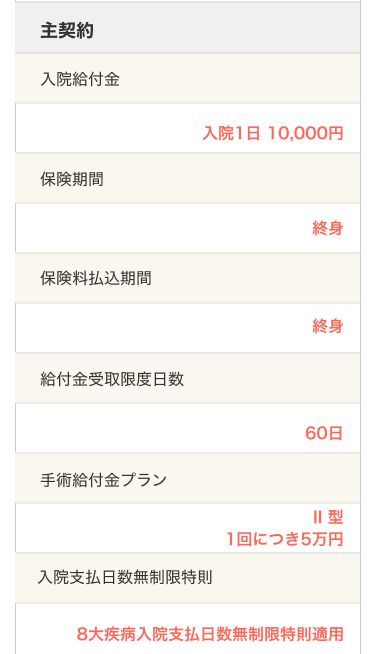 主契約
入院給付金
入院1日 10,000円
保険期間
終身
保険料払込期間
終身
給付金受取限度日数
60日
手術給付金プラン
II 型
1回につき5万円
入院支払日数無制限特則
8大疾病入院支払日数無制限特則適用